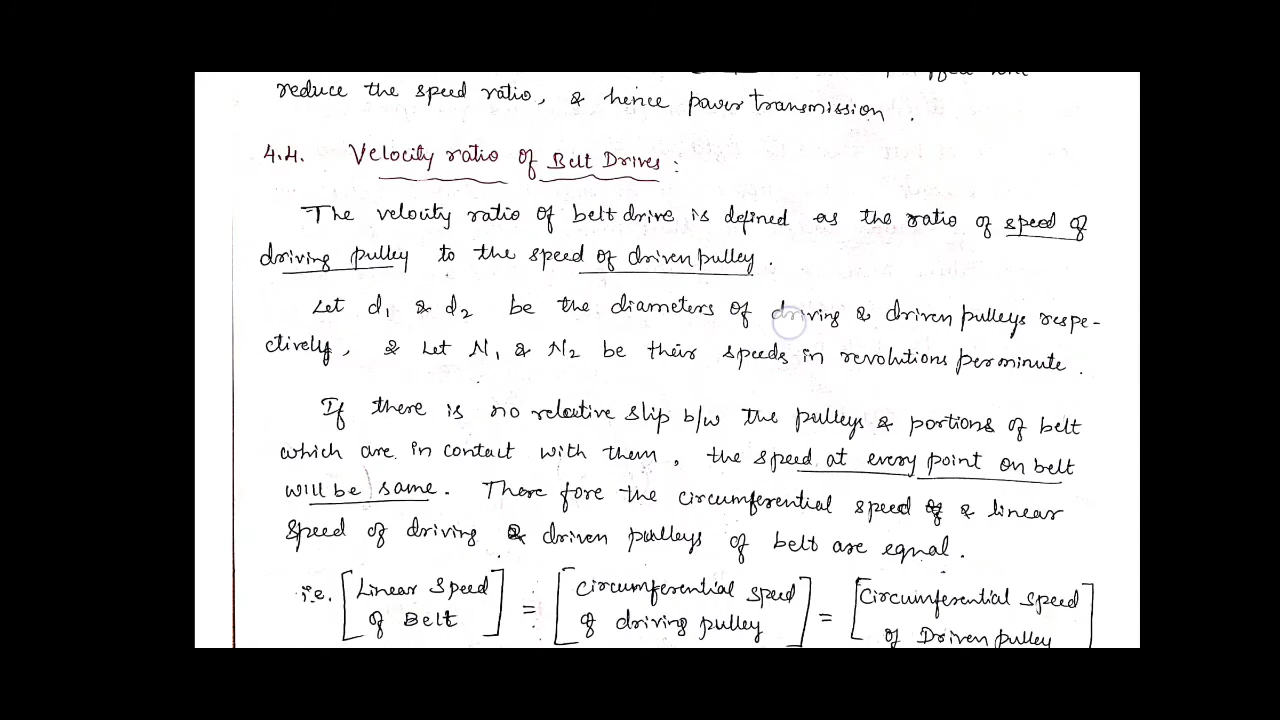 reduce the speed ratio, & hence power transmission.
4.4. Velocity ratio of Belt Drives:
The velocity ratio of belt drive is defined as the ratio of speed of
driving pulley to the speed of driven pulley.
Let d1 & d2 be the diameters of driving & driven pulleys respe-
ctively, & Let N1 & N2 be their speeds in revolutions per minute.
If there is no relative slip b/w the pulleys & portions of belt
which are in contact with them, the speed at every point on belt
will be same. There fore the circumferential speed & linear
speed of driving & driven pulleys of belt are equal.
i.e. [Linear Speed of Belt] = [Circumferential speed of driving pulley] = [Circumferential Speed of Driven pulley]